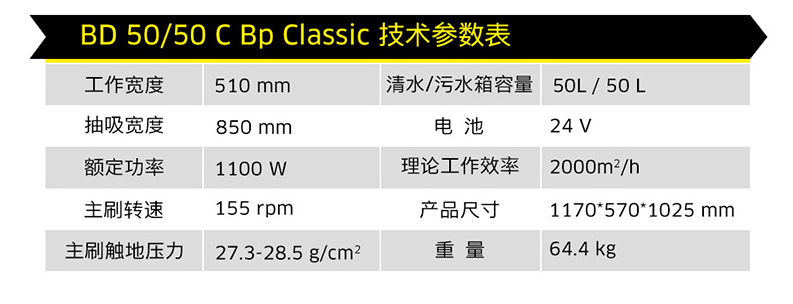 BD 50/50 C Bp Classic 技术参数表
工作宽度 510 mm 清水/污水箱容量 50L / 50 L
抽吸宽度 850 mm 电 池 24 V
额定功率 1100 W 理论工作效率 2000m²/h
主刷转速 155 rpm 产品尺寸 1170*570*1025 mm
主刷触地压力 27.3-28.5 g/cm² 重 量 64.4 kg